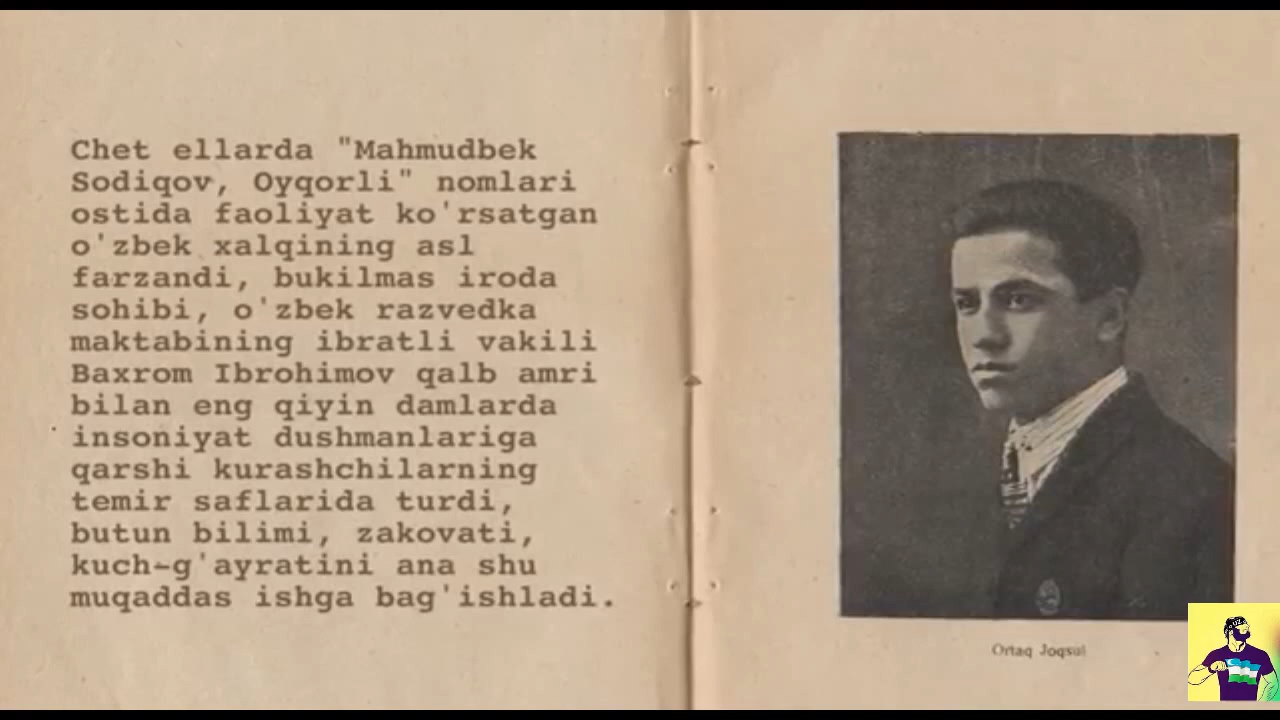 Chet ellarda "Mahmudbek
Sodiqov, Oyqorli" nomlari
ostida faoliyat ko'rsatgan
o'zbek xalqining asl
farzandi, bukilmas iroda
sohibi, o'zbek razvedka
maktabining ibratli vakili
Baxrom Ibrohimov qalb amri
bilan eng qiyin damlarda
insoniyat dushmanlariga
qarshi kurashchilarning
temir saflarida turdi,
butun bilimi, zakovati,
kuch-g'ayratini ana shu
muqaddas ishga bag'ishladi.
Ortaq Joqsul
UZ